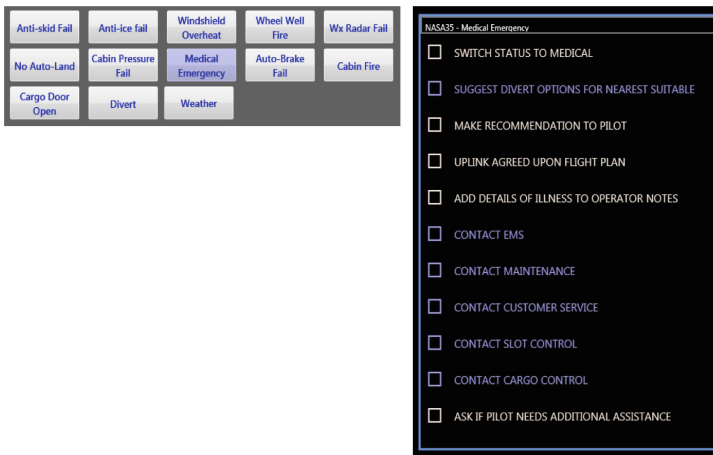 Anti-skid Fail
Anti-ice fail
Windshield
Overheat
Wheel Well
Fire
Wx Radar Fail
No Auto-Land
Cabin Pressure
Fail
Medical
Emergency
Auto-Brake
Fail
Cabin Fire
Cargo Door
Open
Divert
Weather
NASA35 - Medical Emergency
SWITCH STATUS TO MEDICAL
SUGGEST DIVERT OPTIONS FOR NEAREST SUITABLE
MAKE RECOMMENDATION TO PILOT
UPLINK AGREED UPON FLIGHT PLAN
ADD DETAILS OF ILLNESS TO OPERATOR NOTES
CONTACT EMS
CONTACT MAINTENANCE
CONTACT CUSTOMER SERVICE
CONTACT SLOT CONTROL
CONTACT CARGO CONTROL
ASK IF PILOT NEEDS ADDITIONAL ASSISTANCE